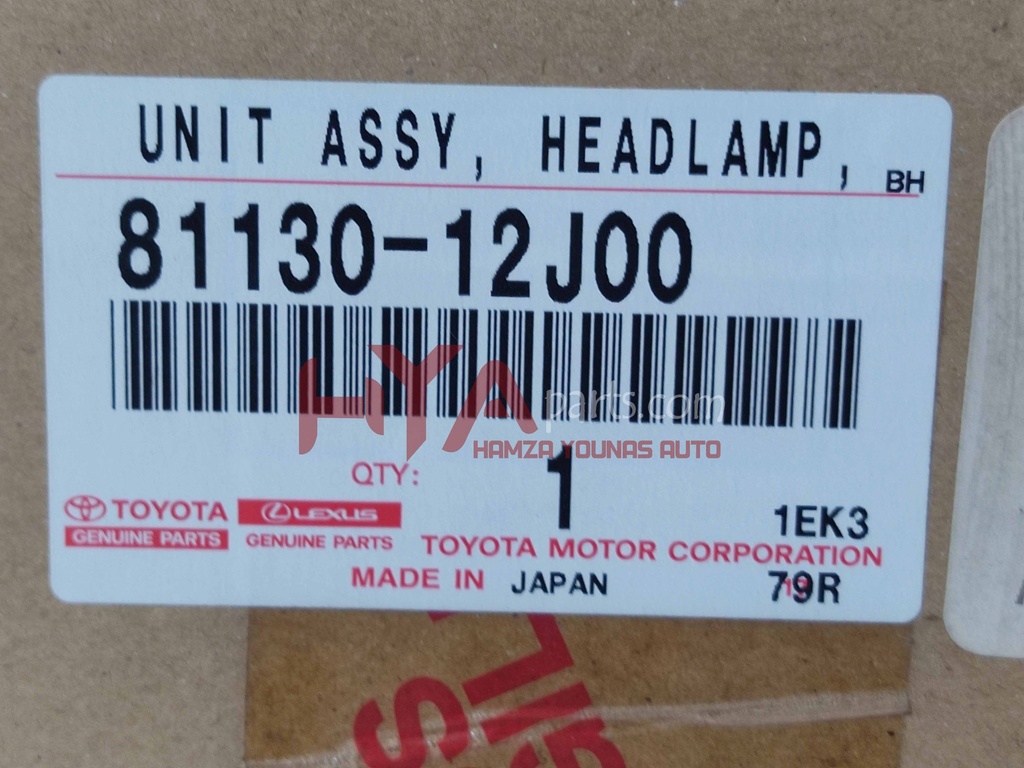 UNIT ASSY, HEADLAMP,
BH
81130-12J00
HYA parts.com
HAMZA YOUNAS AUTO
QTY: 1
TOYOTA LEXUS 1EK3
GENUINE PARTS GENUINE PARTS TOYOTA MOTOR CORPORATION
MADE IN JAPAN 79R